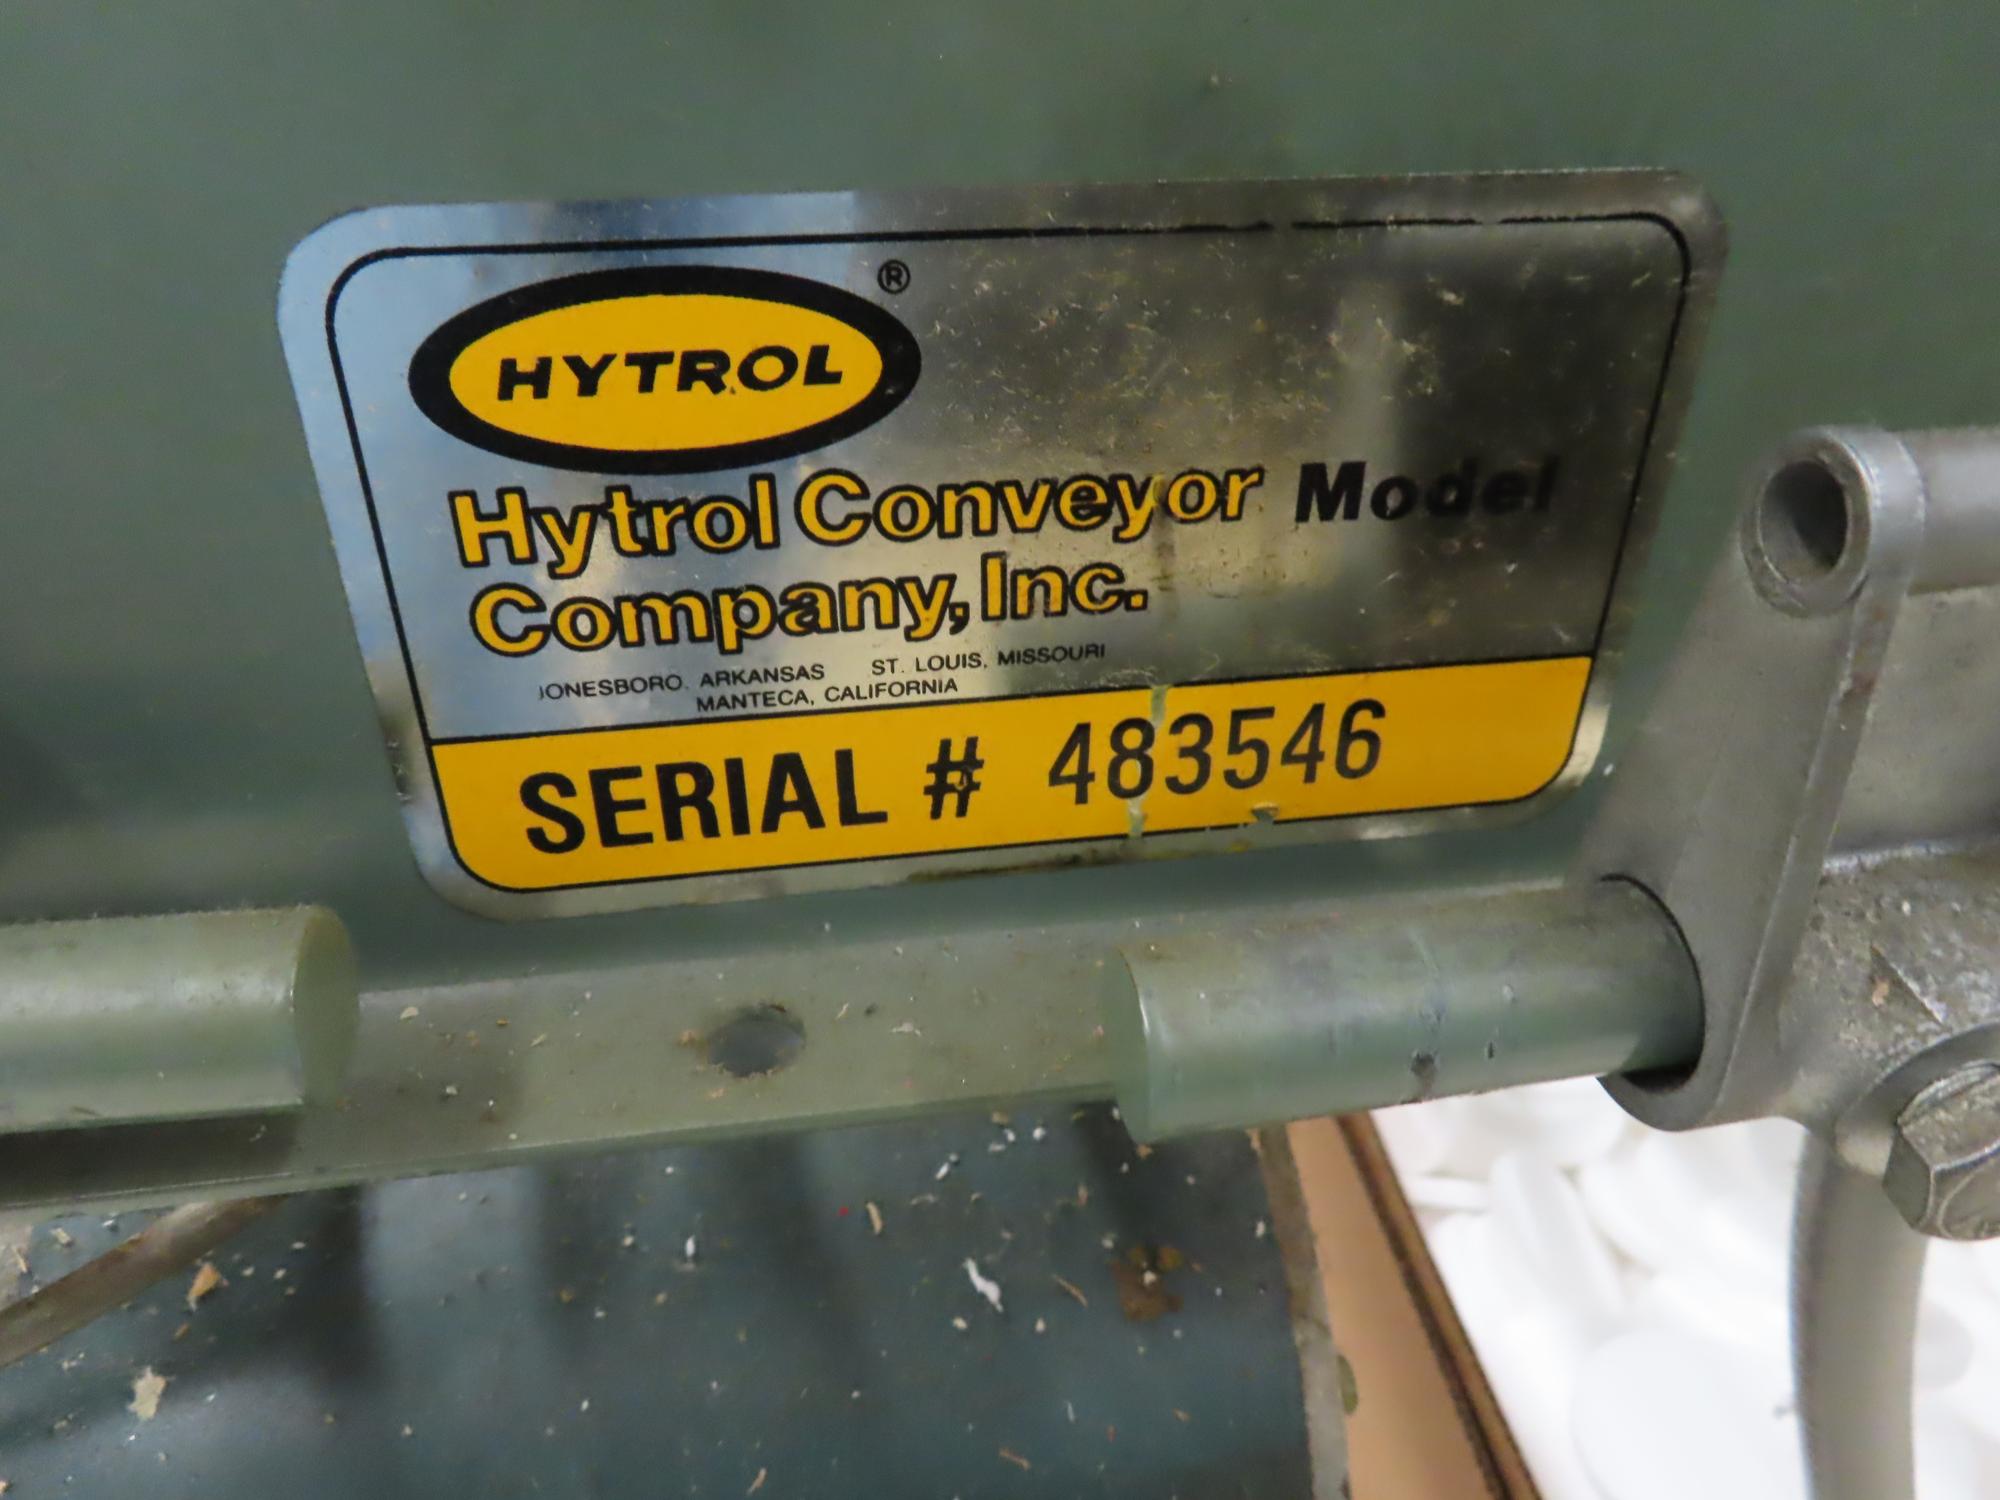 HYTROL ®
Hytrol Conveyor Model
Company, Inc.
JONESBORO, ARKANSAS ST. LOUIS, MISSOURI
MANTECA, CALIFORNIA
SERIAL # 483546